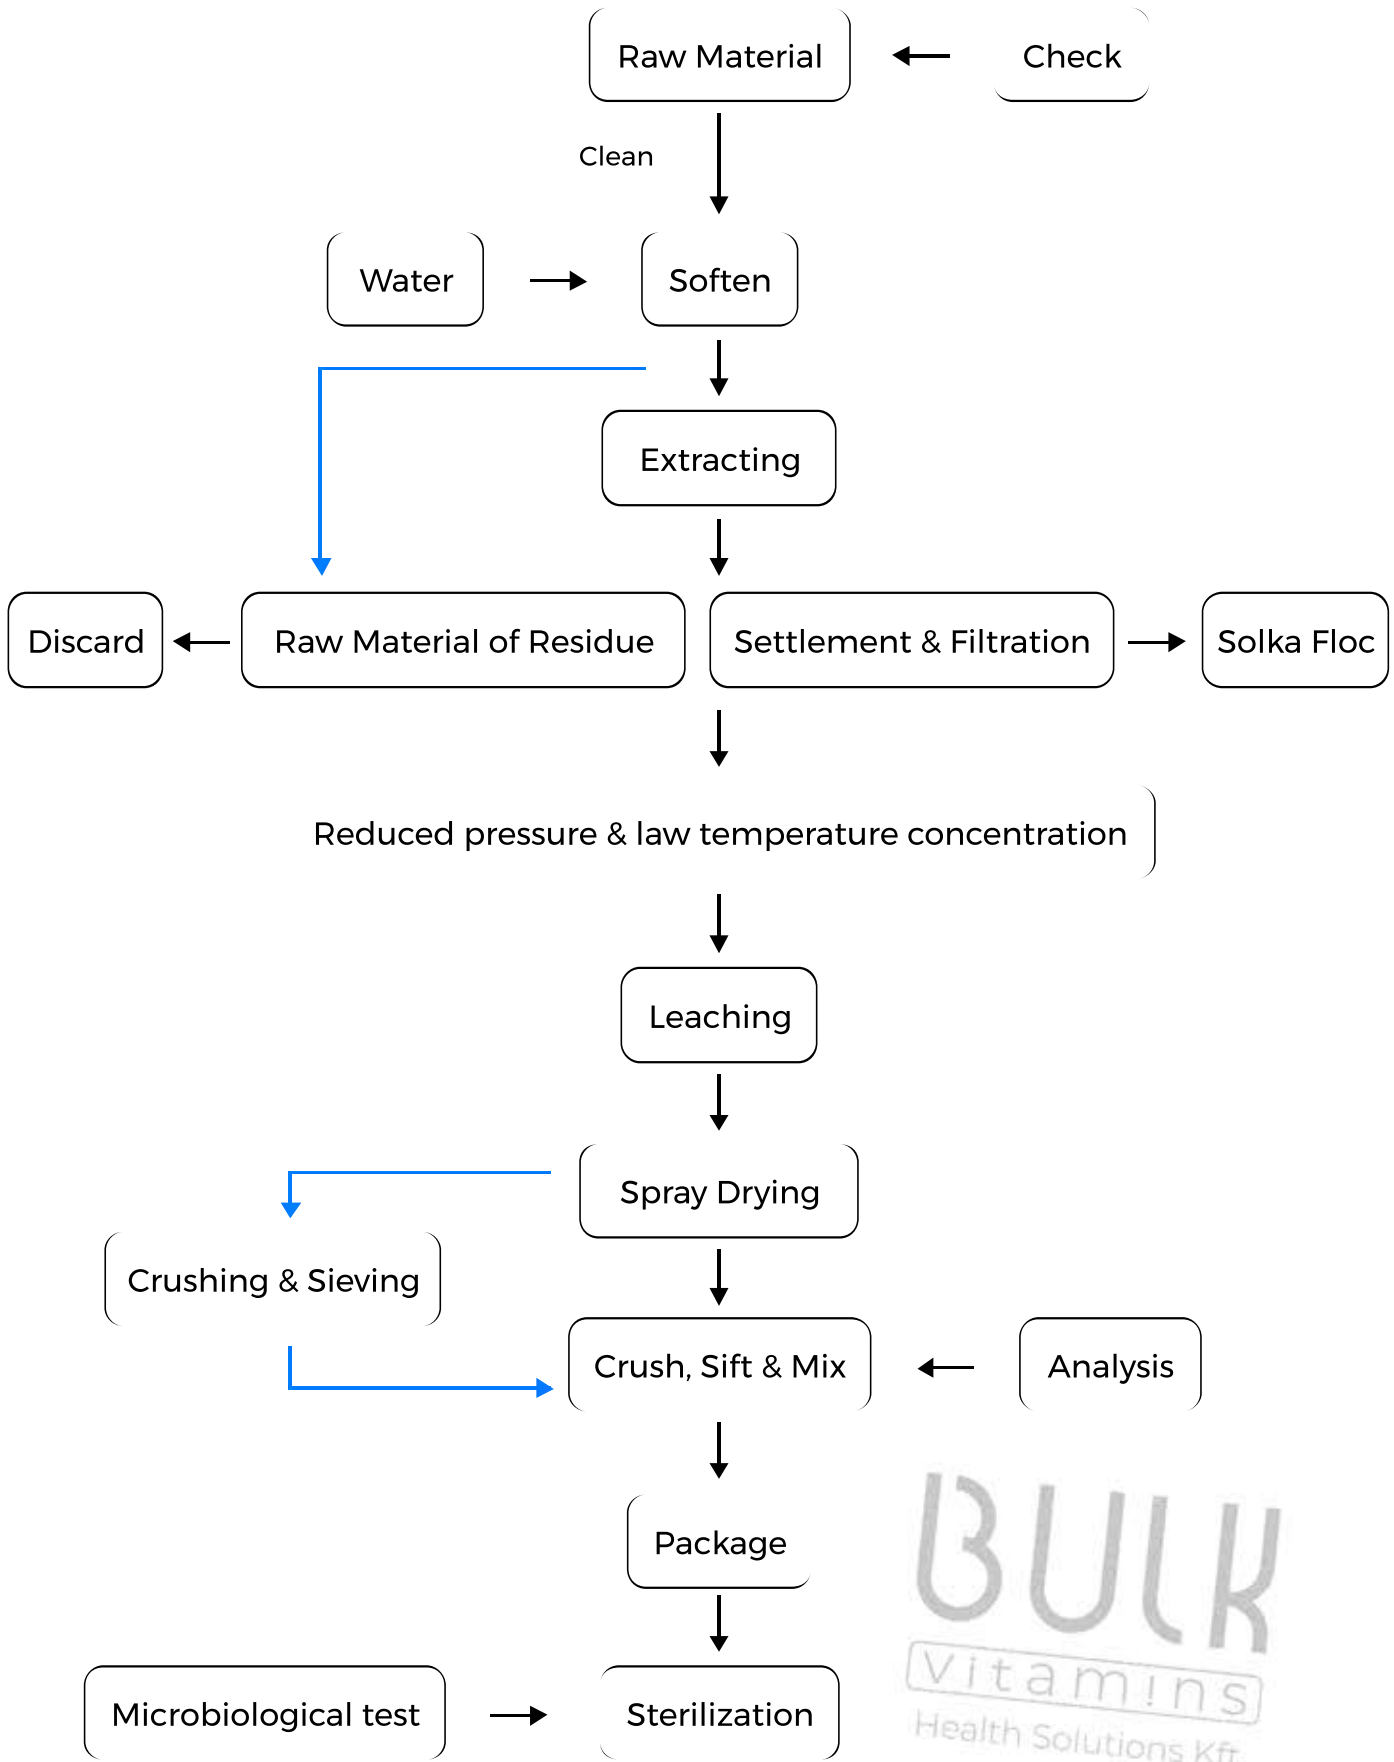 Raw Material
Check
Clean
Water
Soften
Extracting
Discard
Raw Material of Residue
Settlement & Filtration
Solka Floc
Reduced pressure & law temperature concentration
Leaching
Spray Drying
Crushing & Sieving
Crush, Sift & Mix
Analysis
Package
BULK
vitamins
Health Solutions Kft
Microbiological test
Sterilization